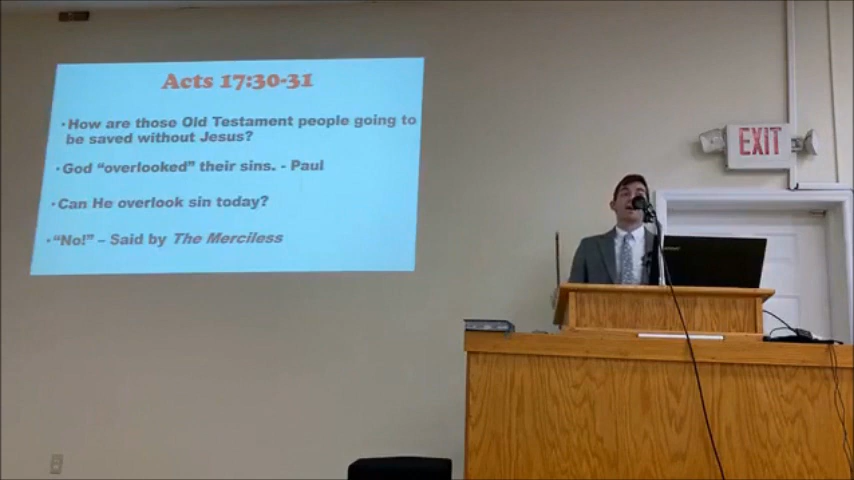 Acts 17:30-31
•How are those Old Testament people going to
be saved without Jesus?
•God “overlooked” their sins. - Paul
•Can He overlook sin today?
•“No!” – Said by The Merciless
EXIT